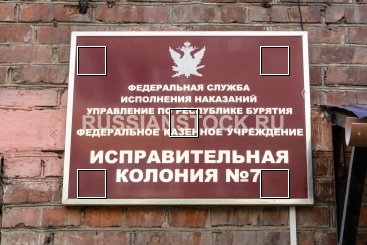 ФЕДЕРАЛЬНАЯ СЛУЖБА
ИСПОЛНЕНИЯ НАКАЗАНИЙ
УПРАВЛЕНИЕ ПО РЕСПУБЛИКЕ БУРЯТИЯ
RUSSIANSTOCK.RU
ФЕДЕРАЛЬНОЕ КАЗЕННОЕ УЧРЕЖДЕНИЕ
ИСПРАВИТЕЛЬНАЯ
КОЛОНИЯ №7